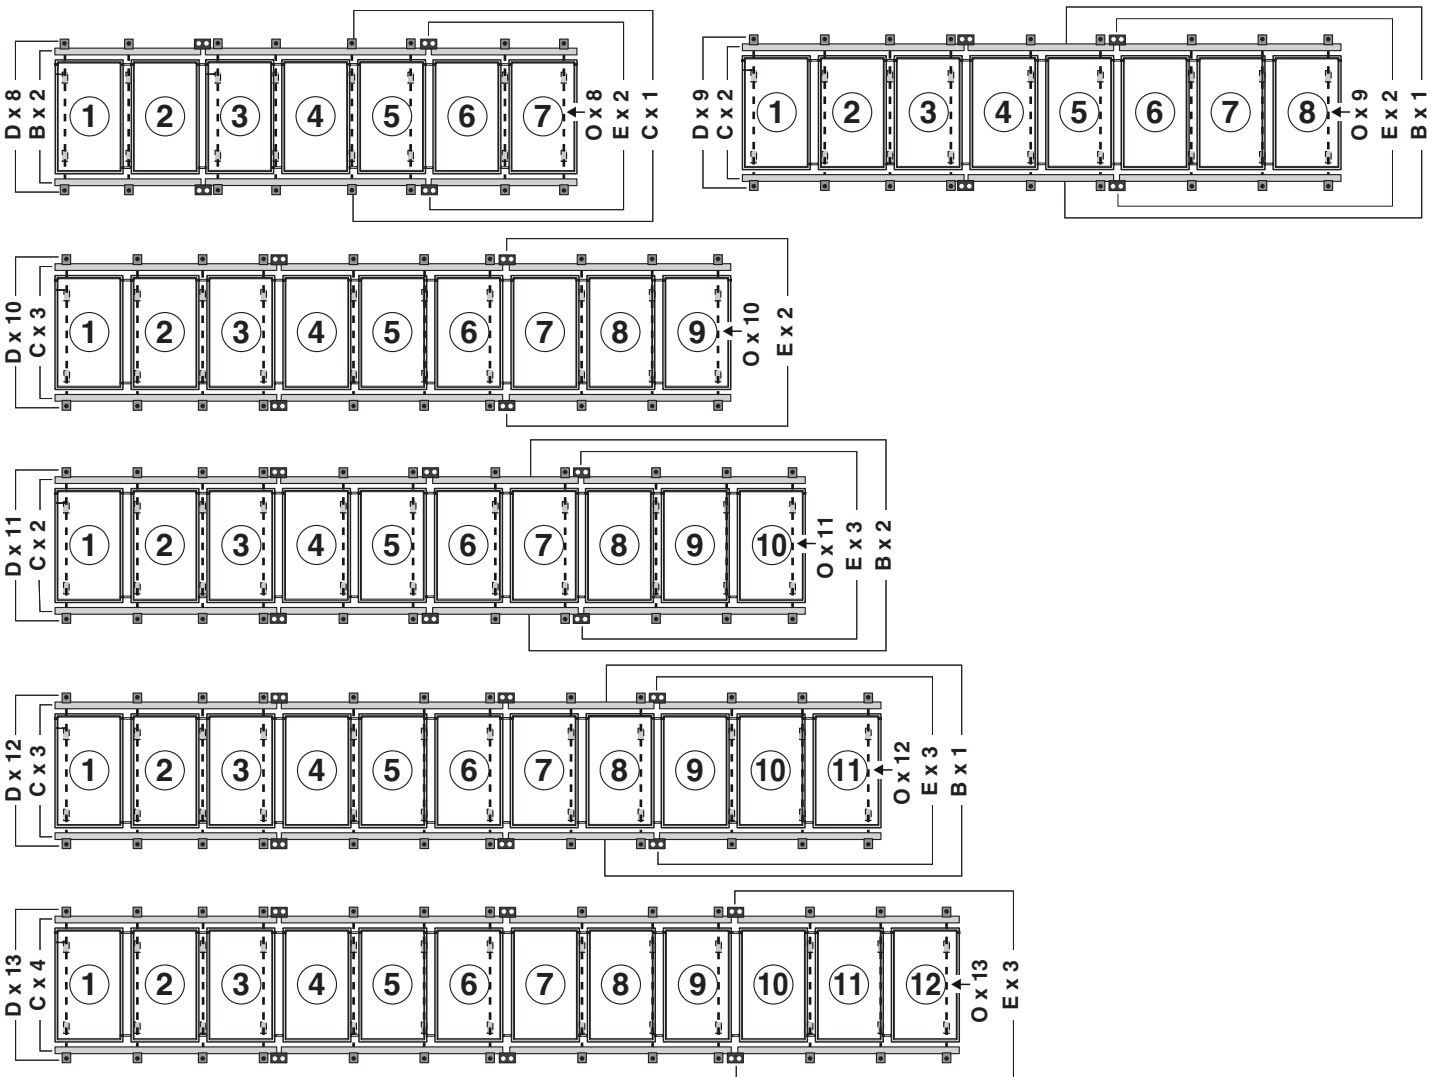 D x 8
B x 2
1 2 3 4 5 6 7
O x 8
E x 2
C x 1
D x 9
C x 2
1 2 3 4 5 6 7 8
O x 9
E x 2
B x 1
D x 10
C x 3
1 2 3 4 5 6 7 8 9
O x 10
E x 2
D x 11
C x 2
1 2 3 4 5 6 7 8 9 10
O x 11
E x 3
B x 2
D x 12
C x 3
1 2 3 4 5 6 7 8 9 10 11
O x 12
E x 3
B x 1
D x 13
C x 4
1 2 3 4 5 6 7 8 9 10 11 12
O x 13
E x 3